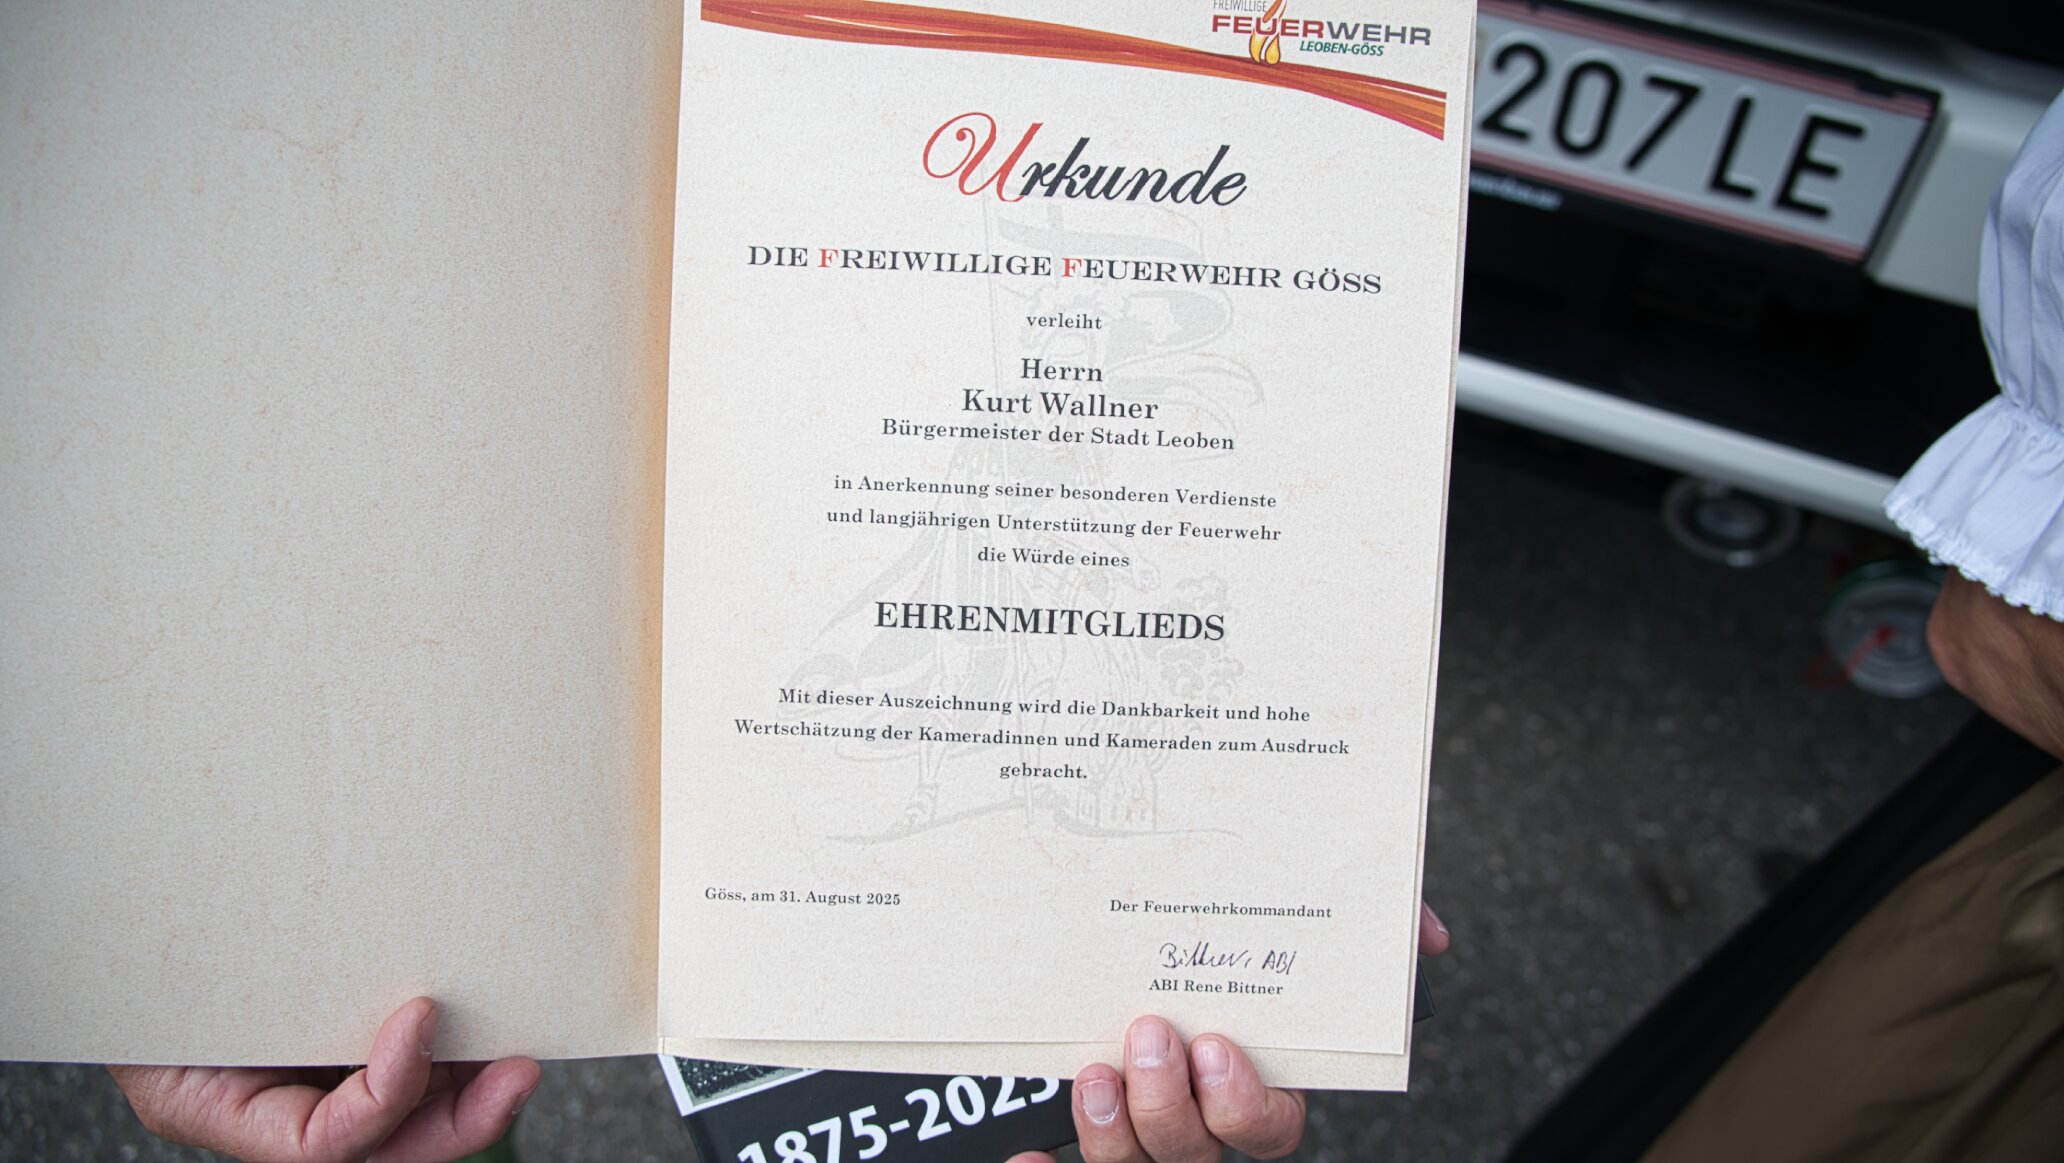 FREIWILLIGE
FEUERWEHR
LEOBEN-GÖSS
207 LE
Urkunde
DIE FREIWILLIGE FEUERWEHR GÖSS
verleiht
Herrn
Kurt Wallner
Bürgermeister der Stadt Leoben
in Anerkennung seiner besonderen Verdienste
und langjährigen Unterstützung der Feuerwehr
die Würde eines
EHRENMITGLIEDS
Mit dieser Auszeichnung wird die Dankbarkeit und hohe
Wertschätzung der Kameradinnen und Kameraden zum Ausdruck
gebracht.
Göss, am 31. August 2025
Der Feuerwehrkommandant
Bittner, ABI
ABI Rene Bittner
1875-2025